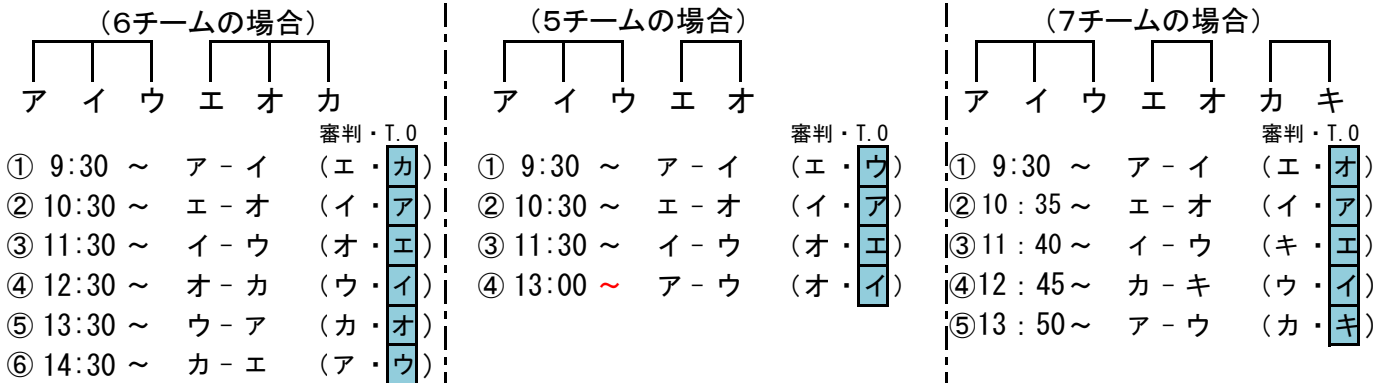 (6チームの場合)
ア イ ウ エ オ カ
審判・T.O
① 9:30 ～ ア - イ (エ・カ)
② 10:30 ～ エ - オ (イ・ア)
③ 11:30 ～ イ - ウ (オ・エ)
④ 12:30 ～ オ - カ (ウ・イ)
⑤ 13:30 ～ ウ - ア (カ・オ)
⑥ 14:30 ～ カ - エ (ア・ウ)
(5チームの場合)
ア イ ウ エ オ
審判・T.O
① 9:30 ～ ア - イ (エ・ウ)
② 10:30 ～ エ - オ (イ・ア)
③ 11:30 ～ イ - ウ (オ・エ)
④ 13:00 ～ ア - ウ (オ・イ)
(7チームの場合)
ア イ ウ エ オ カ キ
審判・T.O
① 9:30 ～ ア - イ (エ・オ)
② 10:35 ～ エ - オ (イ・ア)
③ 11:40 ～ イ - ウ (キ・エ)
④ 12:45 ～ カ - キ (ウ・イ)
⑤ 13:50 ～ ア - ウ (カ・キ)